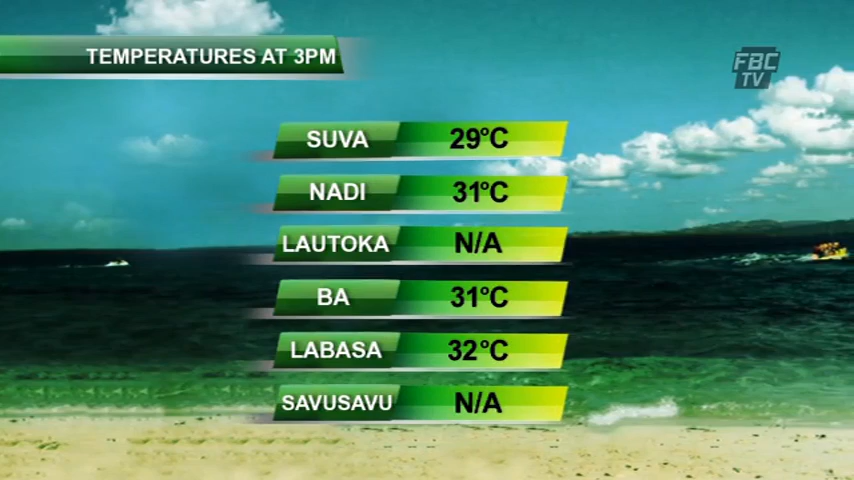 TEMPERATURES AT 3PM
FBC
TV
SUVA 29°C
NADI 31°C
LAUTOKA N/A
BA 31°C
LABASA 32°C
SAVUSAVU N/A